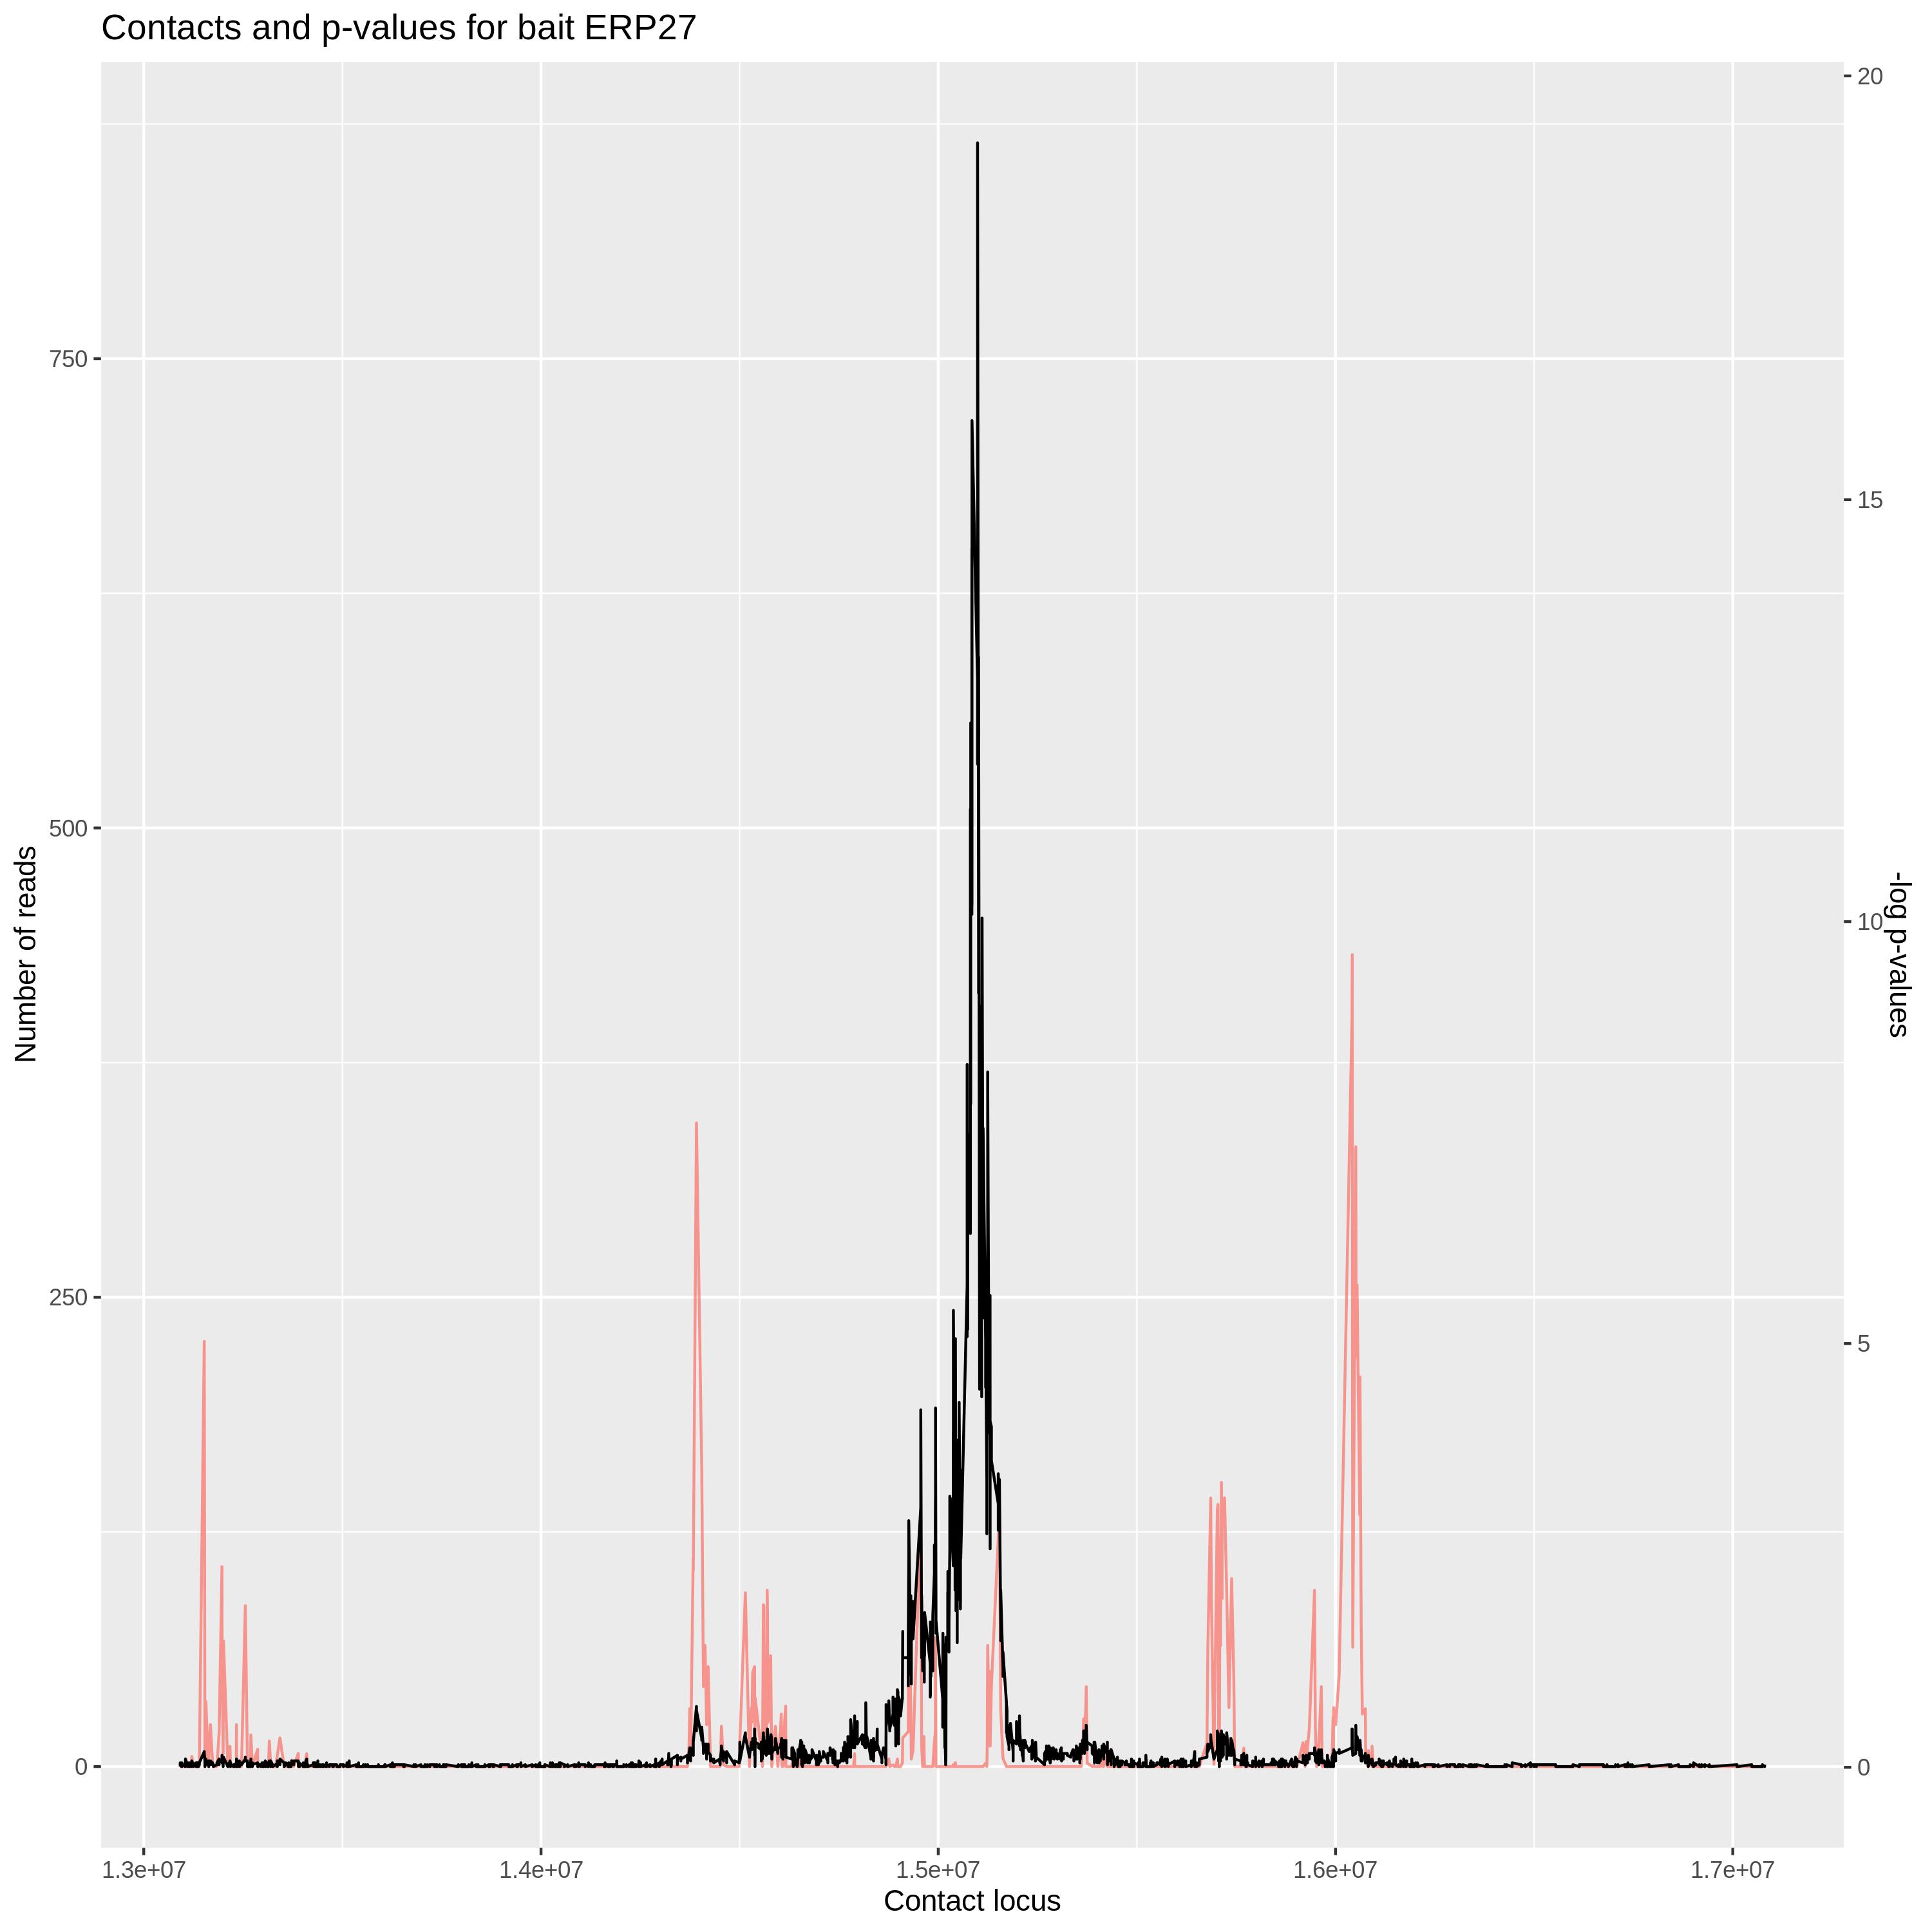 Contacts and p-values for bait ERP27
Number of reads
750
500
250
0
20
15
10
5
0
-log p-values
1.3e+07 1.4e+07 1.5e+07 1.6e+07 1.7e+07
Contact locus